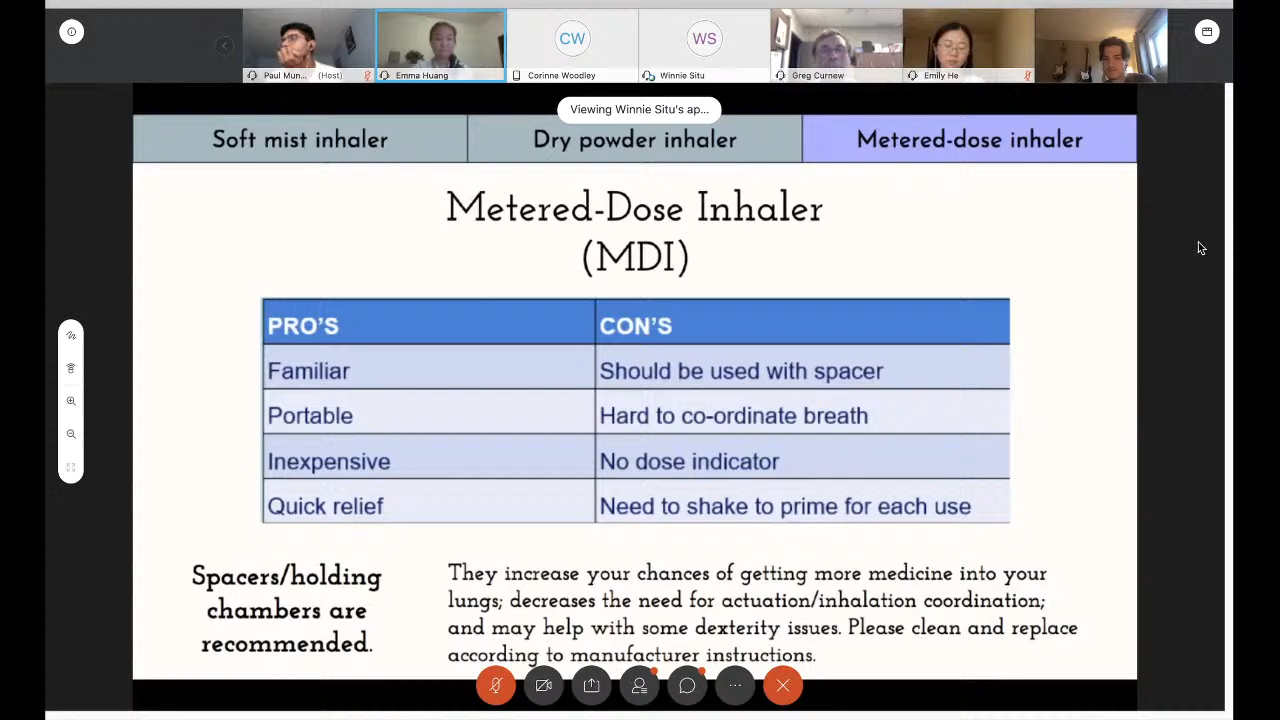 CW
WS
Paul Mun... (Host)
Emma Huang
Corinne Woodley
Winnie Situ
Greg Curnew
Emily He
Viewing Winnie Situ's ap...
Soft mist inhaler
Dry powder inhaler
Metered-dose inhaler
Metered-Dose Inhaler
(MDI)
PRO'S
CON'S
Familiar
Should be used with spacer
Portable
Hard to co-ordinate breath
Inexpensive
No dose indicator
Quick relief
Need to shake to prime for each use
Spacers/holding
chambers are
recommended.
They increase your chances of getting more medicine into your
lungs; decreases the need for actuation/inhalation coordination;
and may help with some dexterity issues. Please clean and replace
according to manufacturer instructions.